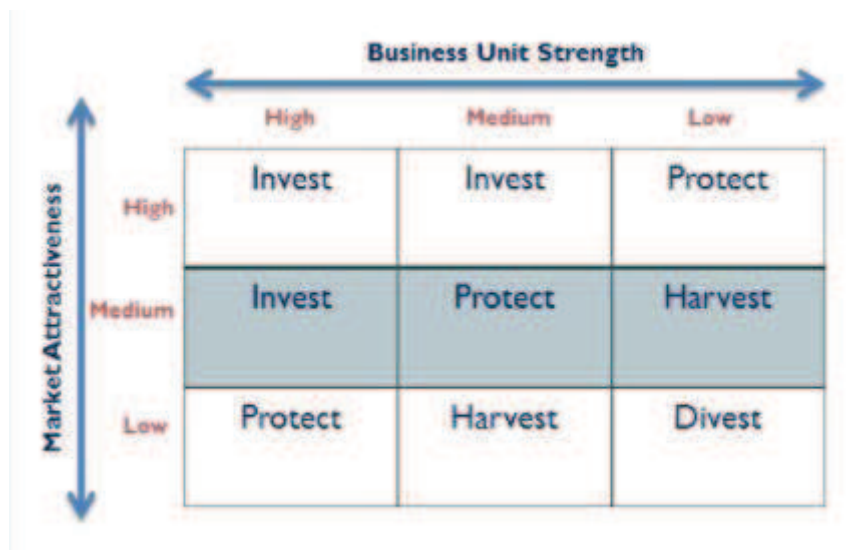 Business Unit Strength
High Medium Low
Market Attractiveness
High Invest Invest Protect
Medium Invest Protect Harvest
Low Protect Harvest Divest